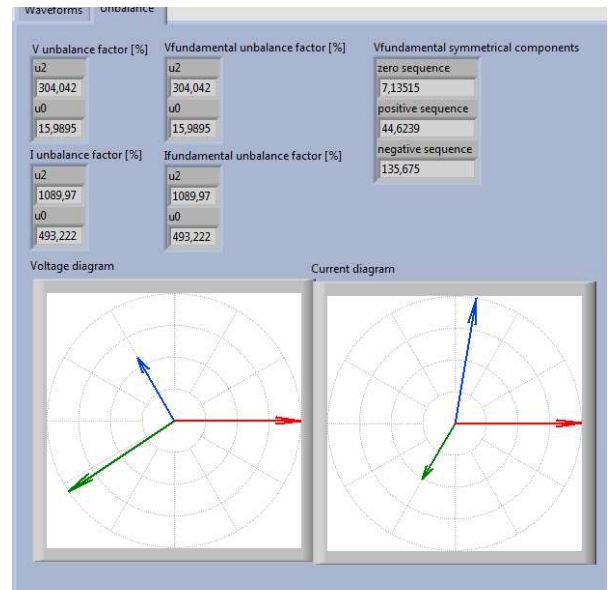 Waveforms Unbalance
V unbalance factor [%] Vfundamental unbalance factor [%] Vfundamental symmetrical components
u2 u2 zero sequence
304,042 304,042 7,13515
u0 u0 positive sequence
15,9895 15,9895 44,6239
negative sequence
I unbalance factor [%] Ifundamental unbalance factor [%] 135,675
u2 u2
1089,97 1089,97
u0 u0
493,222 493,222
Voltage diagram Current diagram